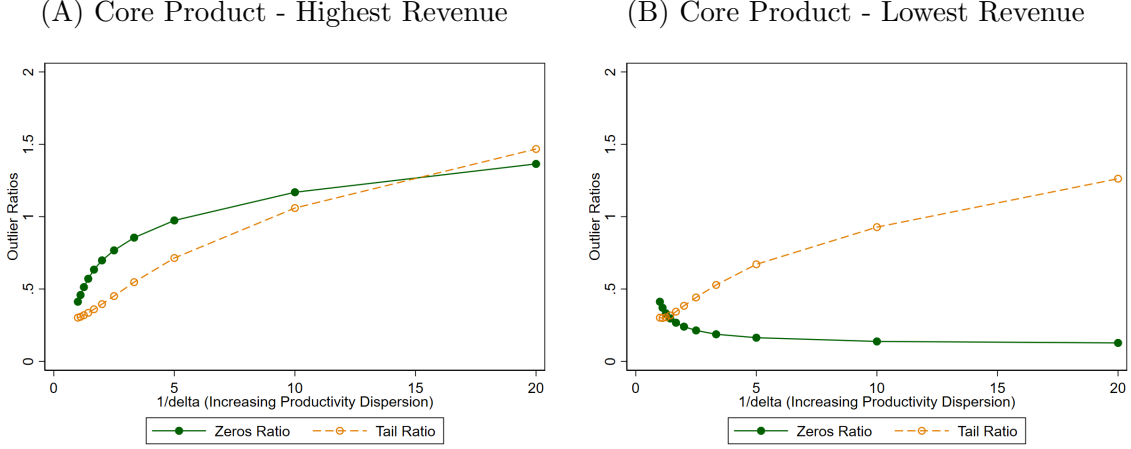 (A) Core Product - Highest Revenue
Outlier Ratios
2
1.5
1
.5
0
0 5 10 15 20
1/delta (Increasing Productivity Dispersion)
Zeros Ratio Tail Ratio
(B) Core Product - Lowest Revenue
Outlier Ratios
2
1.5
1
.5
0
0 5 10 15 20
1/delta (Increasing Productivity Dispersion)
Zeros Ratio Tail Ratio